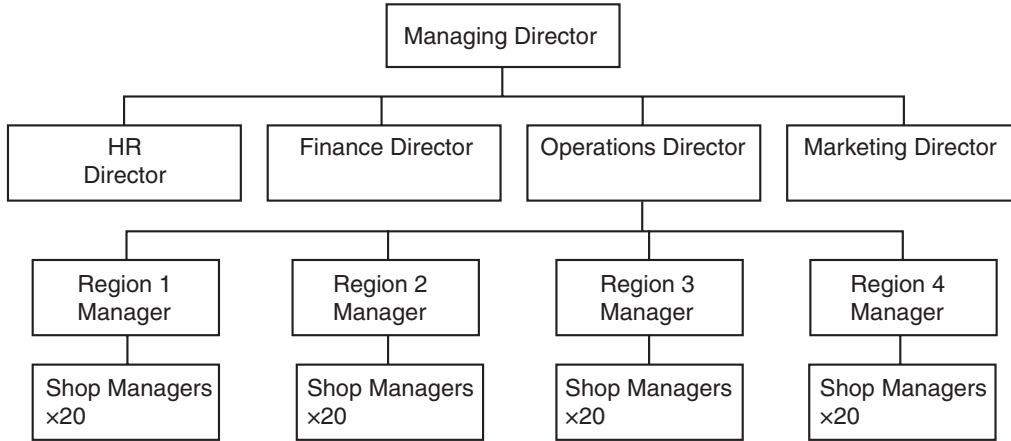 Managing Director
HR
Director
Finance Director
Operations Director
Marketing Director
Region 1
Manager
Region 2
Manager
Region 3
Manager
Region 4
Manager
Shop Managers
×20
Shop Managers
×20
Shop Managers
×20
Shop Managers
×20